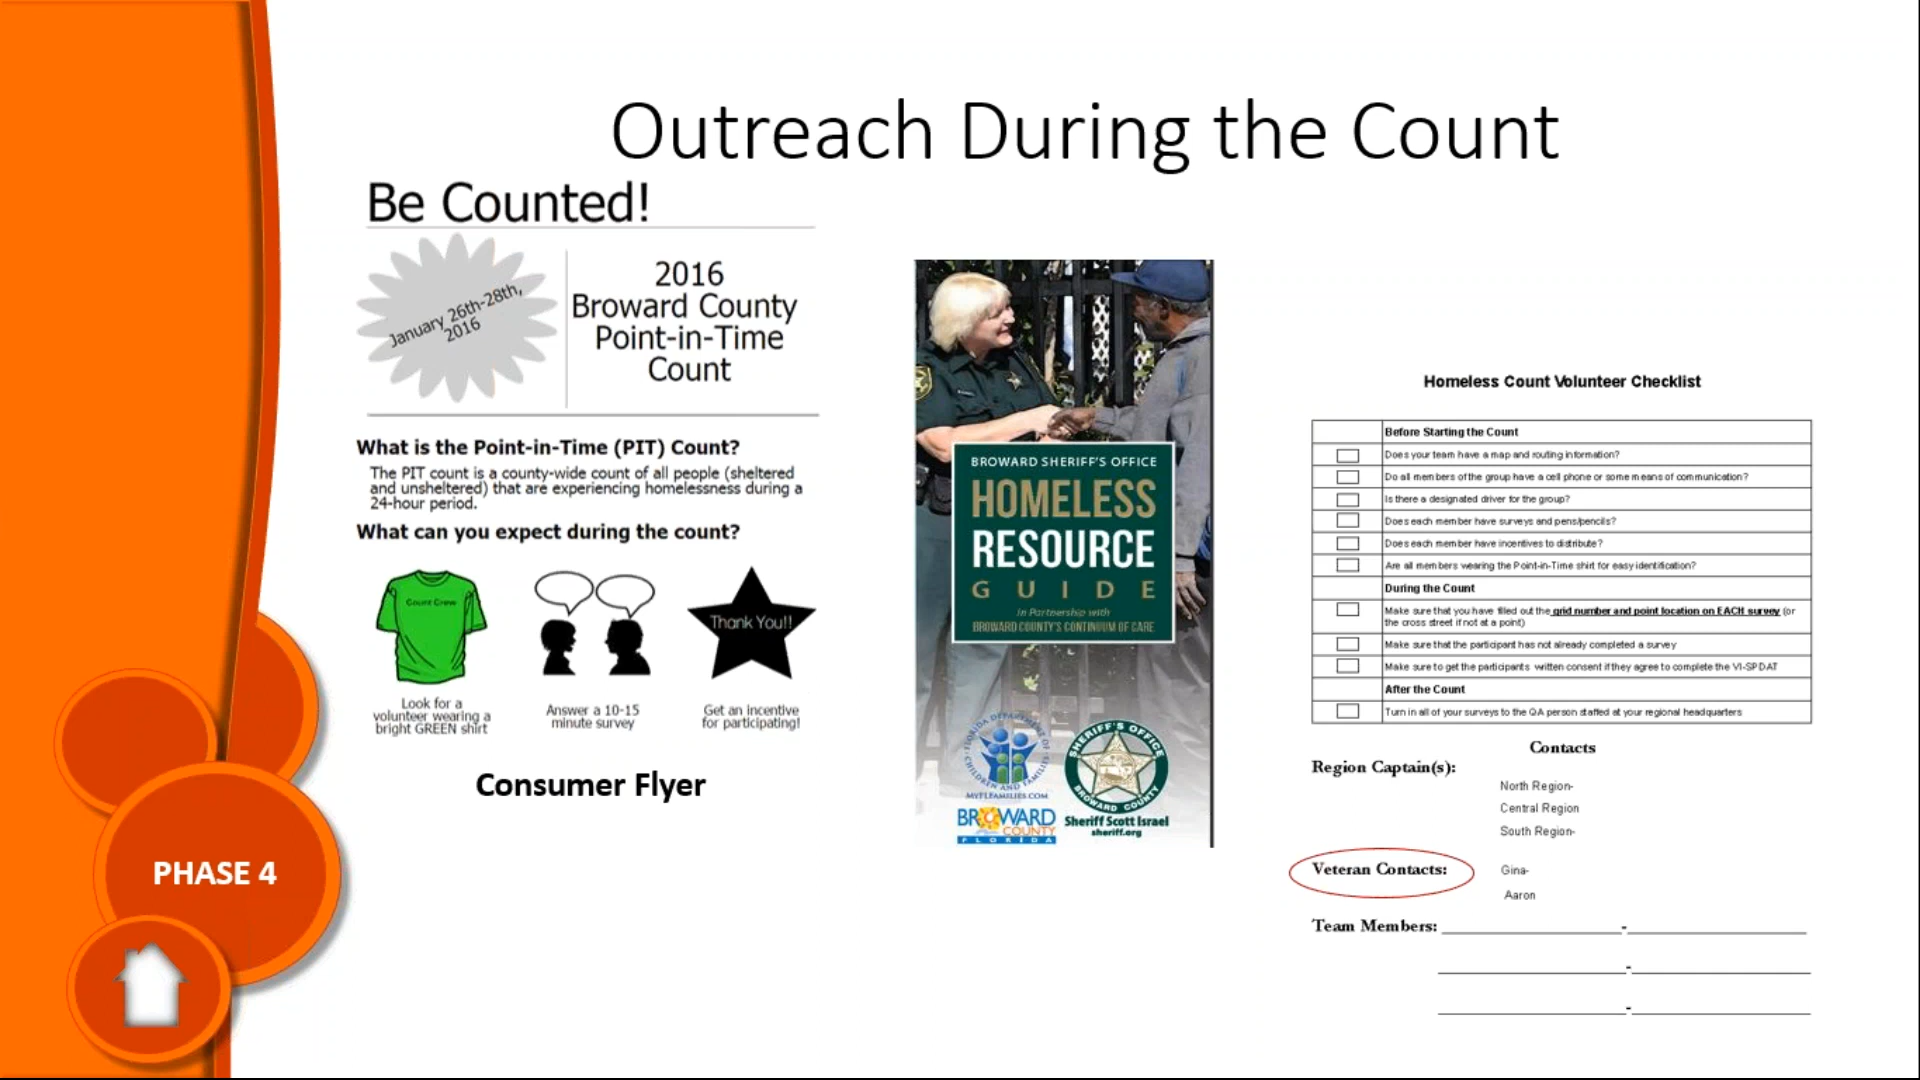 Outreach During the Count
Be Counted!
January 26th-28th,
2016
2016
Broward County
Point-in-Time
Count
What is the Point-in-Time (PIT) Count?
The PIT count is a county-wide count of all people (sheltered
and unsheltered) that are experiencing homelessness during a
24-hour period.
What can you expect during the count?
Count Crew
Thank You!!
Look for a
volunteer wearing a
bright GREEN shirt
Answer a 10-15
minute survey
Get an incentive
for participating!
Consumer Flyer
BROWARD SHERIFF'S OFFICE
HOMELESS
RESOURCE
GUIDE
in Partnership with
BROWARD COUNTY'S CONTINUUM OF CARE
FLORIDA DEPARTMENT OF
CHILDREN AND FAMILIES
MYFLFAMILIES.COM
BROWARD
COUNTY
FLORIDA
SHERIFF'S OFFICE
BROWARD COUNTY
Sheriff Scott Israel
sheriff.org
Homeless Count Volunteer Checklist
Before Starting the Count
Does your team have a map and routing information?
Do all members of the group have a cell phone or some means of communication?
Is there a designated driver for the group?
Does each member have surveys and pens/pencils?
Does each member have incentives to distribute?
Are all members wearing the Point-in-Time shirt for easy identification?
During the Count
Make sure that you have filled out the grid number and point location on EACH survey (or
the cross street if not at a point)
Make sure that the participant has not already completed a survey
Make sure to get the participants written consent if they agree to complete the VI-SPDAT
After the Count
Turn in all of your surveys to the QA person staffed at your regional headquarters
Contacts
Region Captain(s):
North Region-
Central Region
South Region-
Veteran Contacts:
Gina-
Aaron
Team Members: -
-
-
PHASE 4